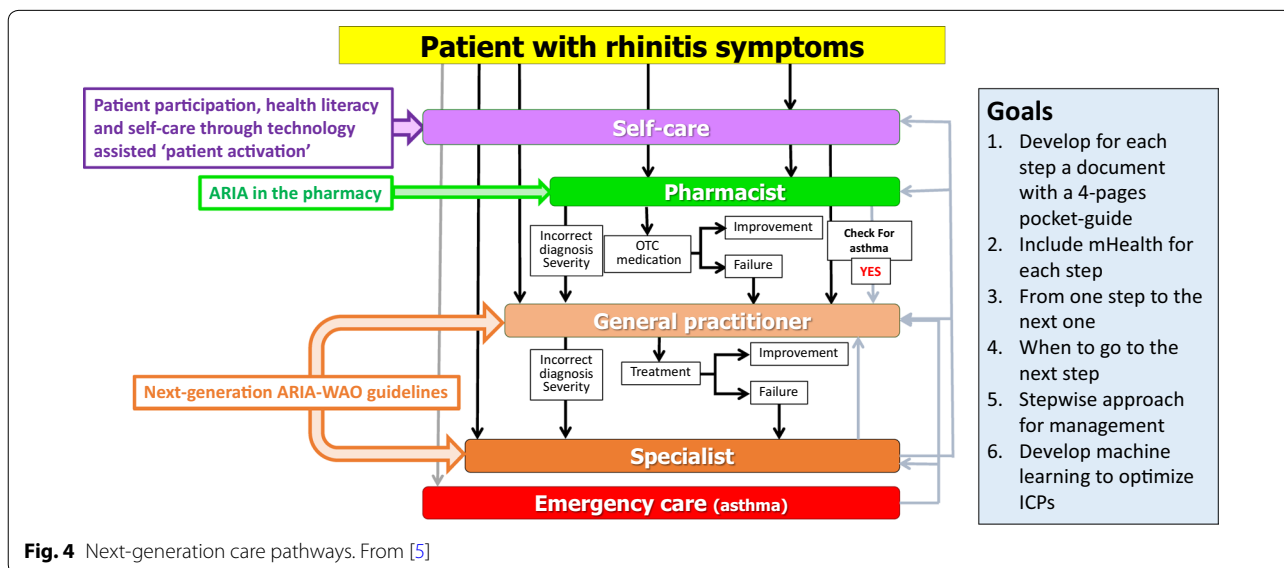 Patient with rhinitis symptoms
Patient participation, health literacy
and self-care through technology
assisted ‘patient activation’
Self-care
ARIA in the pharmacy
Pharmacist
Incorrect
diagnosis
Severity
OTC
medication
Improvement
Failure
Check For
asthma
YES
General practitioner
Next-generation ARIA-WAO guidelines
Incorrect
diagnosis
Severity
Treatment
Improvement
Failure
Specialist
Emergency care (asthma)
Goals
1. Develop for each
step a document
with a 4-pages
pocket-guide
2. Include mHealth for
each step
3. From one step to the
next one
4. When to go to the
next step
5. Stepwise approach
for management
6. Develop machine
learning to optimize
ICPs
Fig. 4 Next-generation care pathways. From [5]